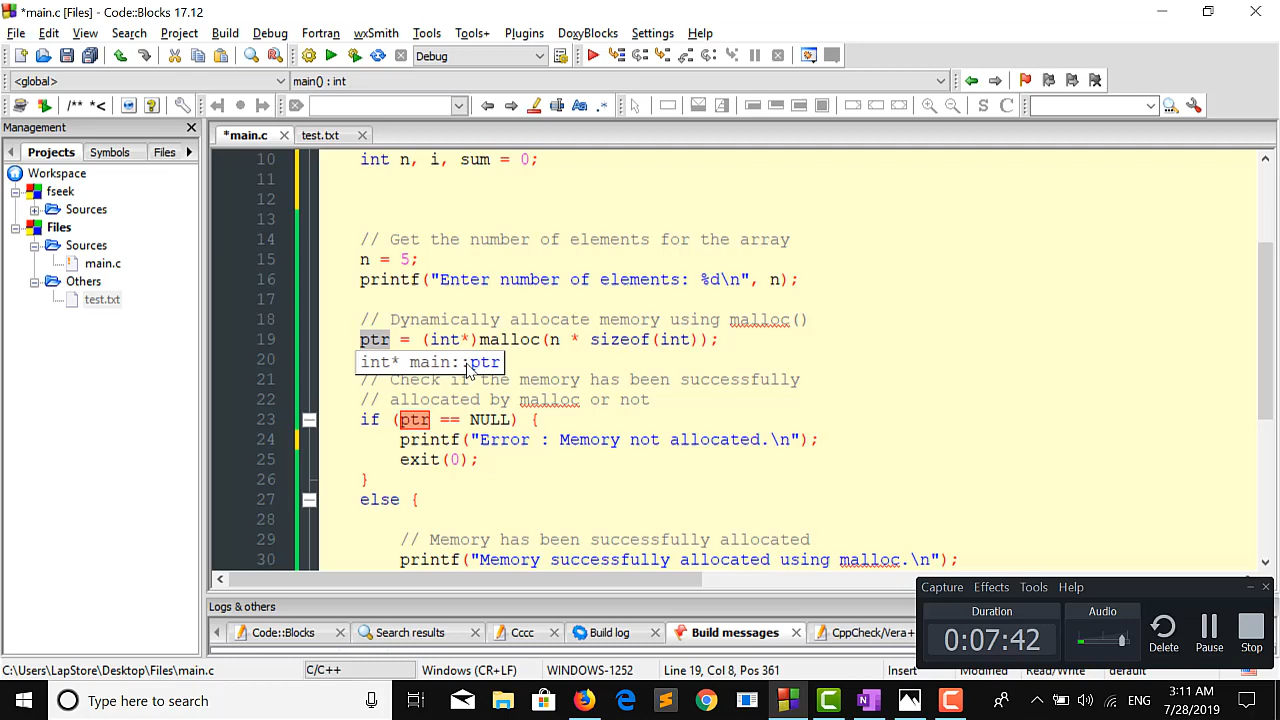 *main.c [Files] - Code::Blocks 17.12
File Edit View Search Project Build Debug Fortran wxSmith Tools Tools+ Plugins DoxyBlocks Settings Help
Debug
<global> main() : int
/** *<
S C
Management
*main.c test.txt
Projects Symbols Files
Workspace
fseek
Sources
Files
Sources
main.c
Others
test.txt
10 int n, i, sum = 0;
11
12
13
14 // Get the number of elements for the array
15 n = 5;
16 printf("Enter number of elements: %d\n", n);
17
18 // Dynamically allocate memory using malloc()
19 ptr = (int*)malloc(n * sizeof(int));
20
int* main::ptr
21 // Check if the memory has been successfully
22 // allocated by malloc or not
23 if (ptr == NULL) {
24 printf("Error : Memory not allocated.\n");
25 exit(0);
26 }
27 else {
28
29 // Memory has been successfully allocated
30 printf("Memory successfully allocated using malloc.\n");
Logs & others
Code::Blocks Search results Cccc Build log Build messages CppCheck/Vera+
Capture Effects Tools Help
Duration Audio
0:07:42
Delete Pause Stop
C:\Users\LapStore\Desktop\Files\main.c C/C++ Windows (CR+LF) WINDOWS-1252 Line 19, Col 8, Pos 361 Insert Read/Write default
Type here to search
ENG
3:11 AM
7/28/2019